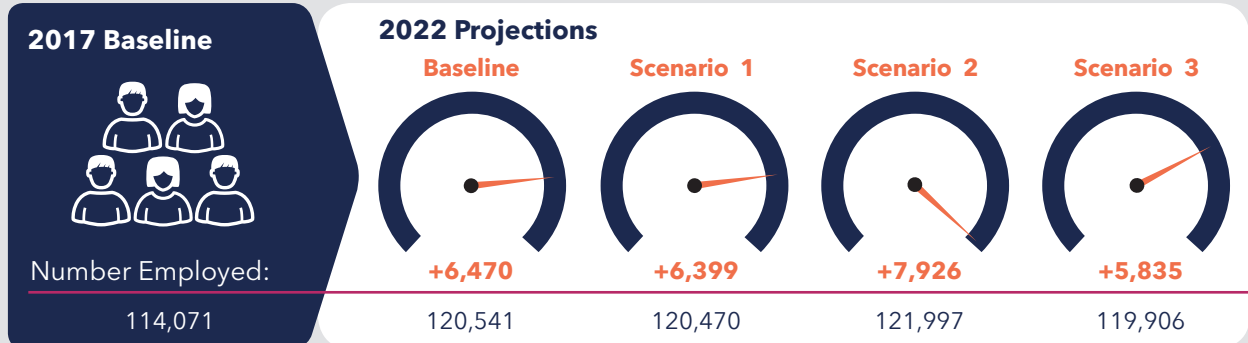 2017 Baseline
Number Employed:
114,071
2022 Projections
Baseline Scenario 1 Scenario 2 Scenario 3
+6,470 +6,399 +7,926 +5,835
120,541 120,470 121,997 119,906